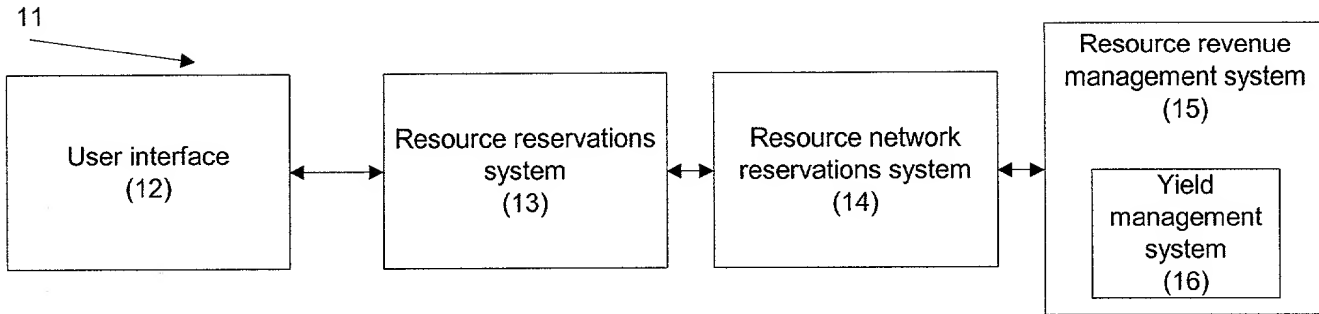 11
User interface
(12)
Resource reservations
system
(13)
Resource network
reservations system
(14)
Resource revenue
management system
(15)
Yield
management
system
(16)